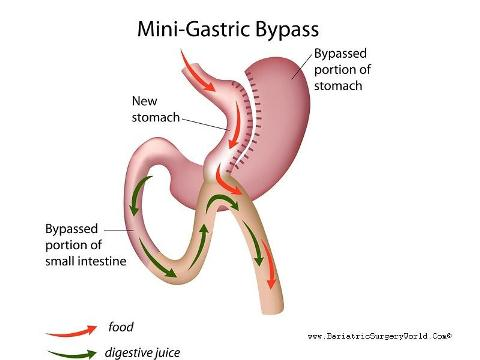 Mini-Gastric Bypass
Bypassed
portion of
stomach
New
stomach
Bypassed
portion of
small intestine
food
digestive juice
www.BariatricSurgeryWorld.Com©